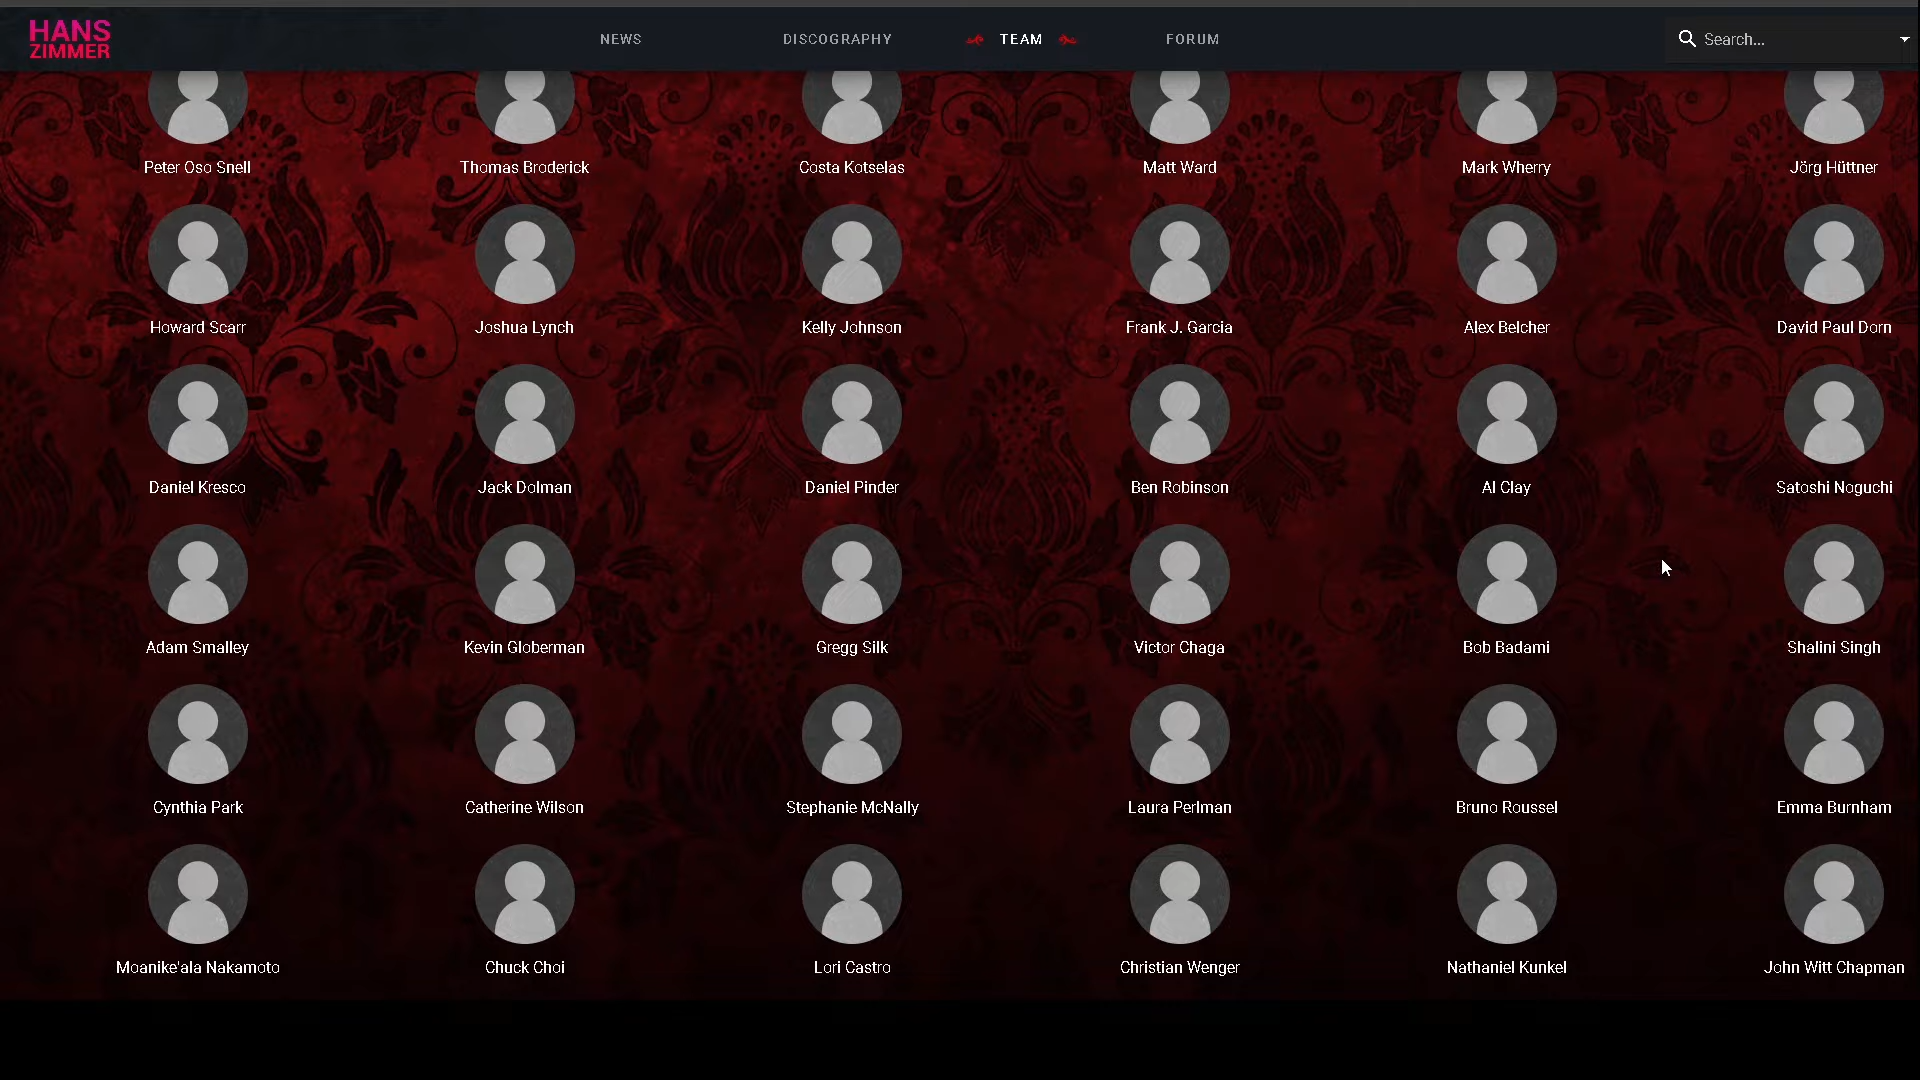 HANS
ZIMMER
NEWS
DISCOGRAPHY
TEAM
FORUM
Search...
Peter Oso Snell
Thomas Broderick
Costa Kotselas
Matt Ward
Mark Wherry
Jörg Hüttner
Howard Scarr
Joshua Lynch
Kelly Johnson
Frank J. Garcia
Alex Belcher
David Paul Dorn
Daniel Kresco
Jack Dolman
Daniel Pinder
Ben Robinson
Al Clay
Satoshi Noguchi
Adam Smalley
Kevin Globerman
Gregg Silk
Victor Chaga
Bob Badami
Shalini Singh
Cynthia Park
Catherine Wilson
Stephanie McNally
Laura Perlman
Bruno Roussel
Emma Burnham
Moanike'ala Nakamoto
Chuck Choi
Lori Castro
Christian Wenger
Nathaniel Kunkel
John Witt Chapman